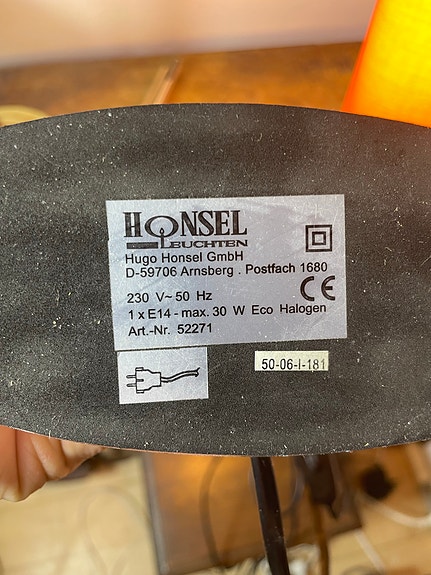 HONSEL
LEUCHTEN
Hugo Honsel GmbH
D-59706 Arnsberg . Postfach 1680
230 V~ 50 Hz
CE
1 x E14 - max. 30 W Eco Halogen
Art.-Nr. 52271
50-06-I-181